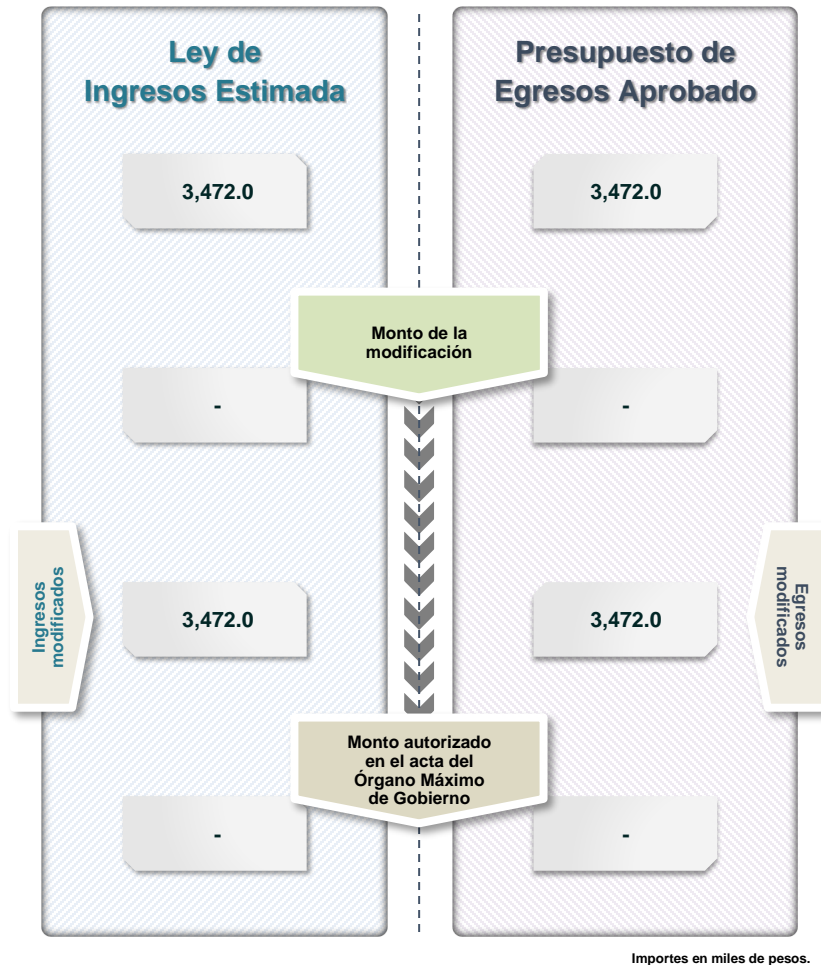 Ley de
Ingresos Estimada
Presupuesto de
Egresos Aprobado
3,472.0
3,472.0
Monto de la
modificación
-
-
Ingresos
modificados
3,472.0
3,472.0
Egresos
modificados
Monto autorizado
en el acta del
Órgano Máximo
de Gobierno
-
-
Importes en miles de pesos.